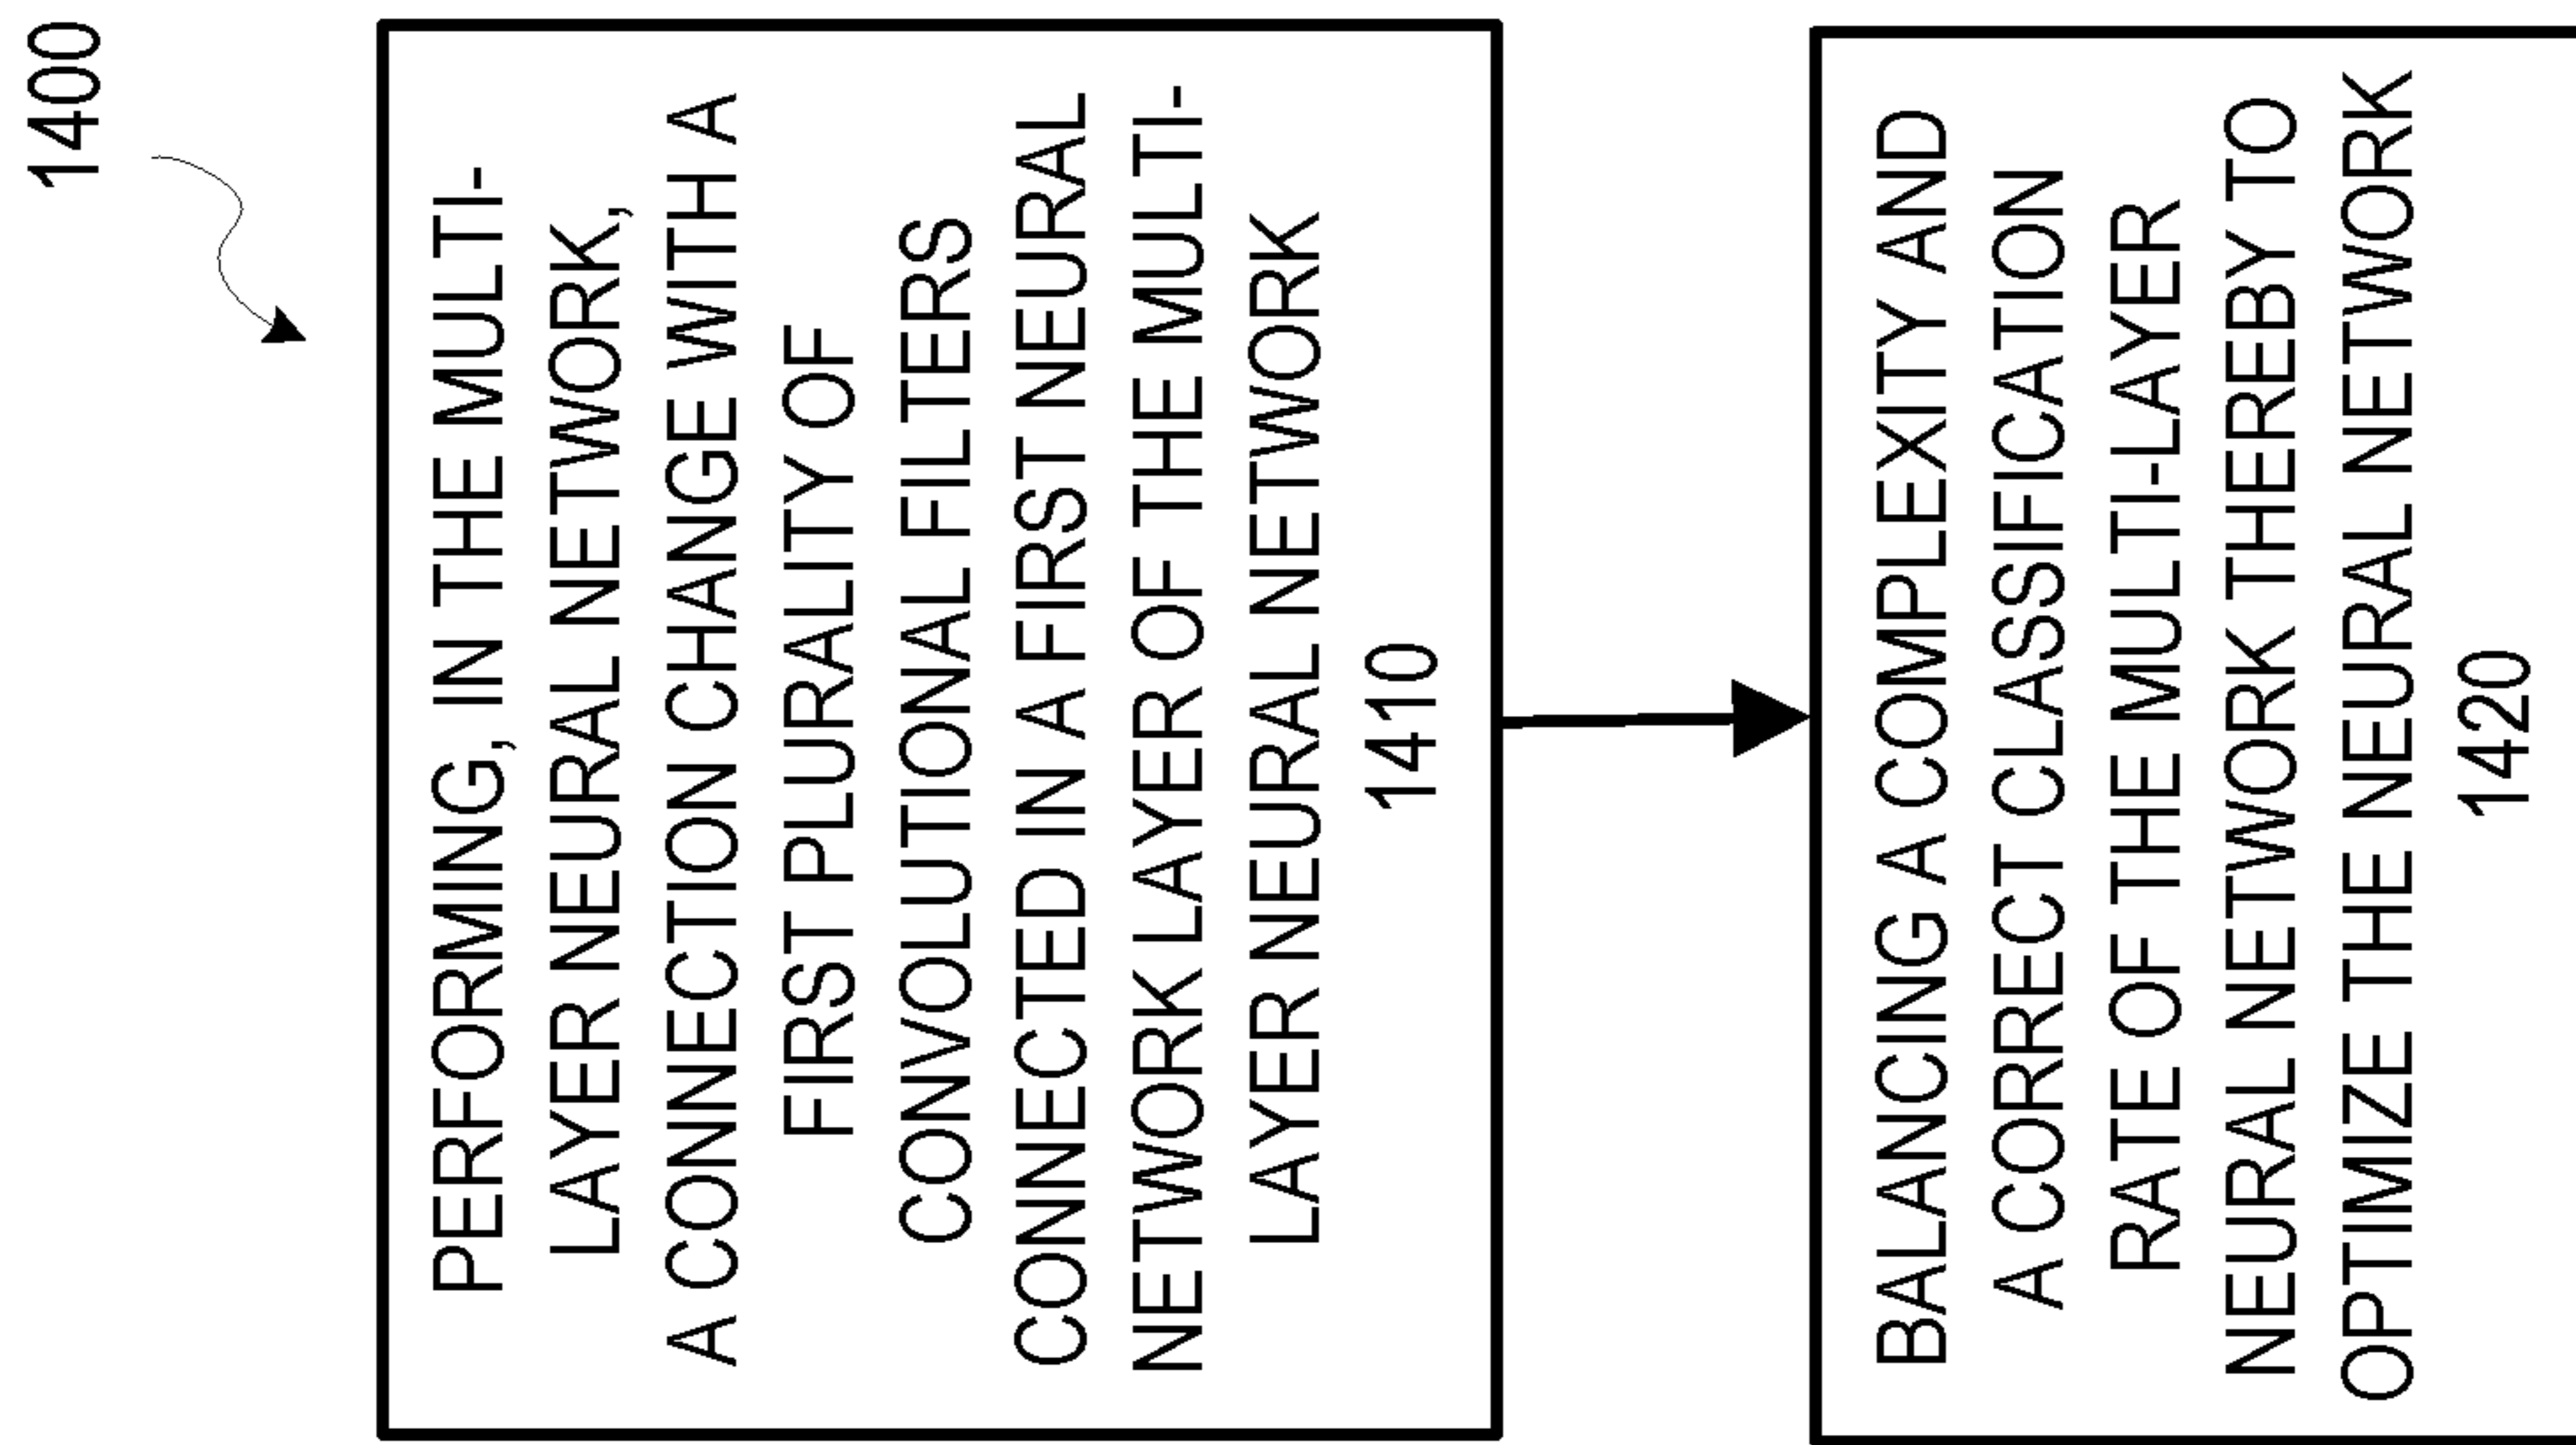 1400
PERFORMING, IN THE MULTI-
LAYER NEURAL NETWORK,
A CONNECTION CHANGE WITH A
FIRST PLURALITY OF
CONVOLUTIONAL FILTERS
CONNECTED IN A FIRST NEURAL
NETWORK LAYER OF THE MULTI-
LAYER NEURAL NETWORK
1410
BALANCING A COMPLEXITY AND
A CORRECT CLASSIFICATION
RATE OF THE MULTI-LAYER
NEURAL NETWORK THEREBY TO
OPTIMIZE THE NEURAL NETWORK
1420